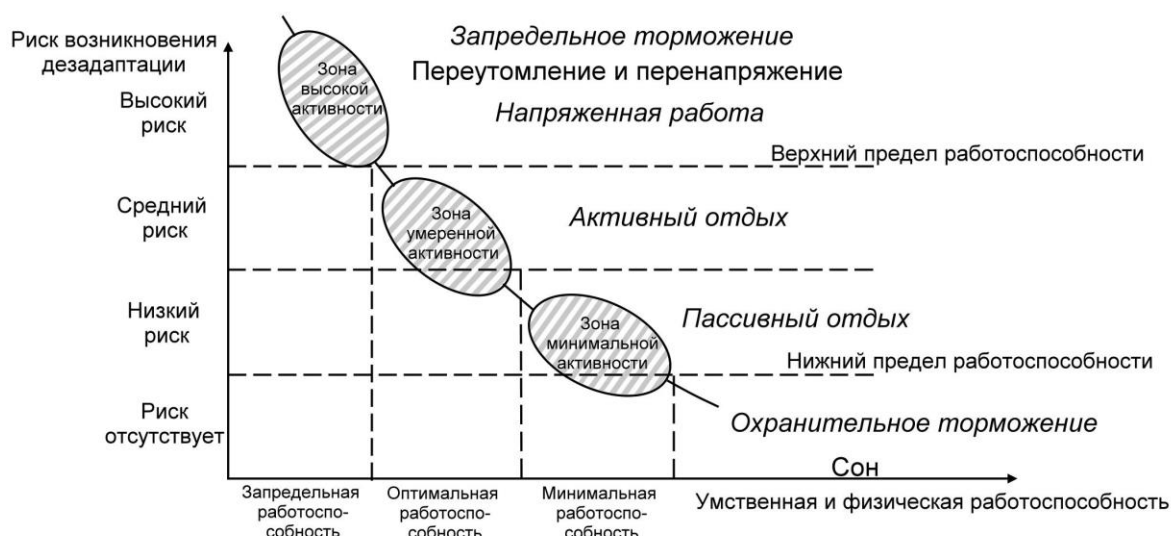 Риск возникновения
дезадаптации
Запредельное торможение
Переутомление и перенапряжение
Зона
высокой
активности
Высокий
риск
Напряженная работа
Верхний предел работоспособности
Средний
риск
Зона
умеренной
активности
Активный отдых
Низкий
риск
Зона
минимальной
активности
Пассивный отдых
Нижний предел работоспособности
Риск
отсутствует
Охранительное торможение
Сон
Запредельная
работоспо-
собность
Оптимальная
работоспо-
собность
Минимальная
работоспо-
собность
Умственная и физическая работоспособность